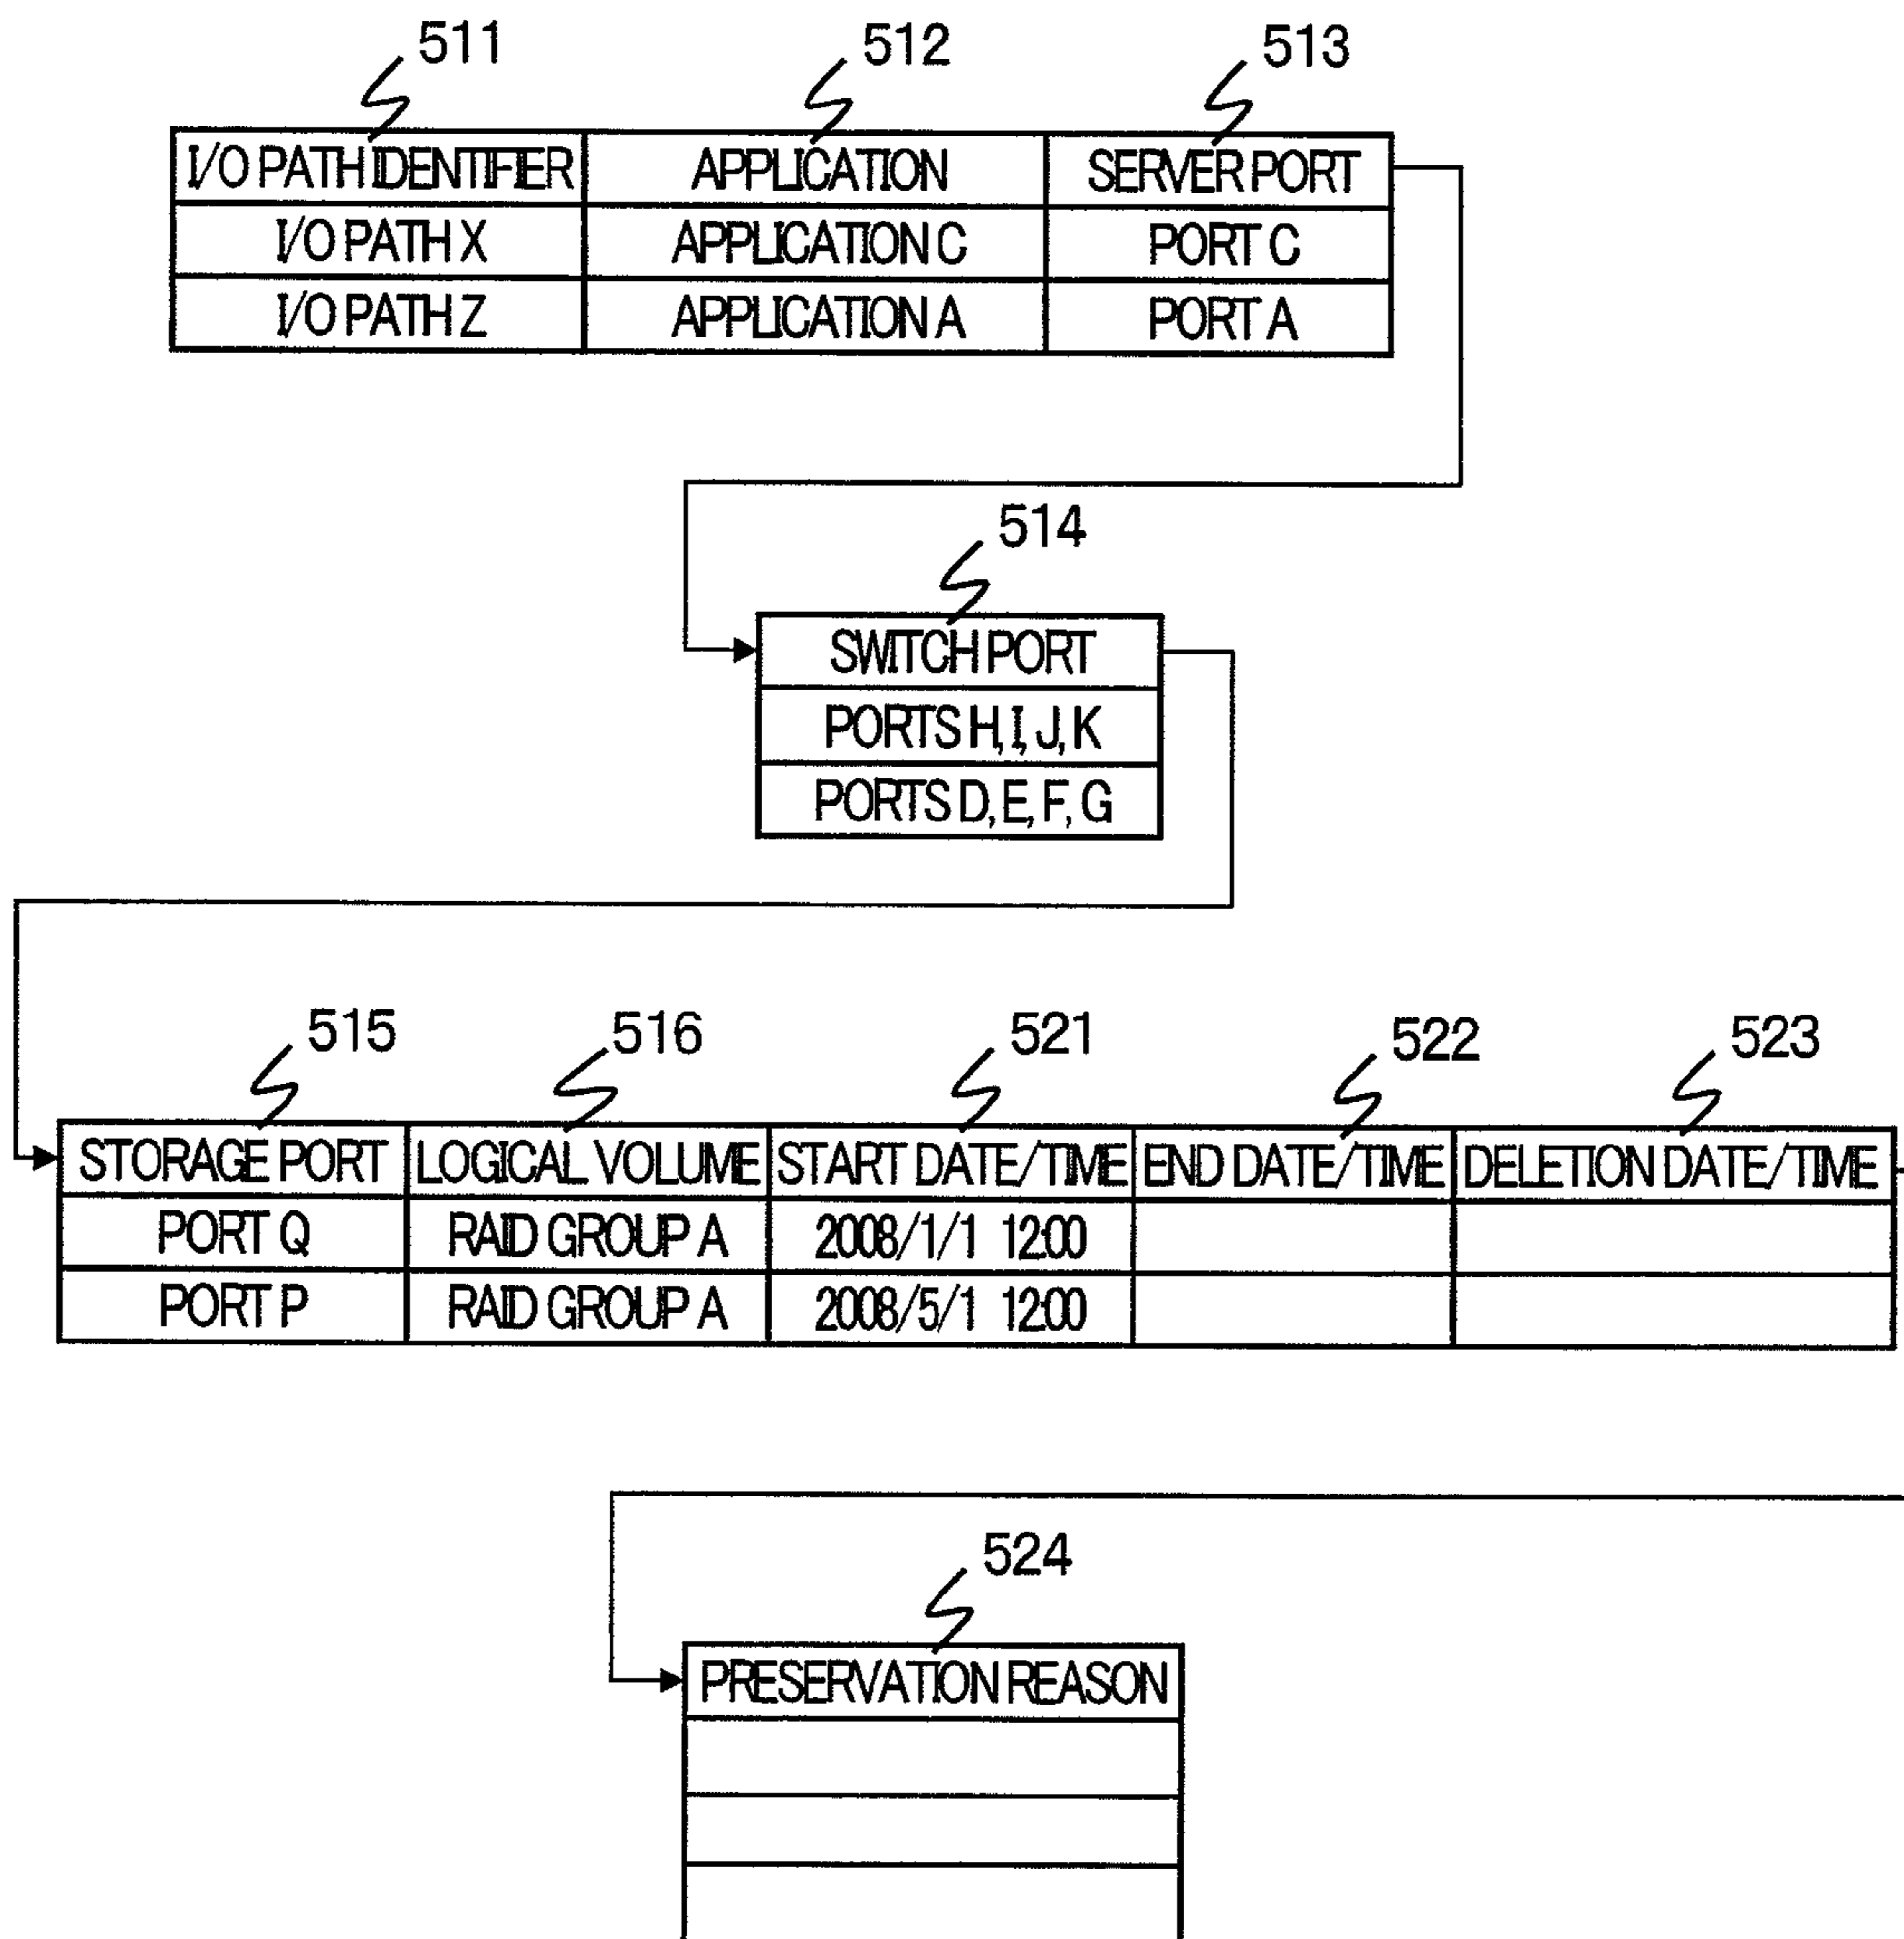 511 512 513
I/O PATH IDENTIFIER APPLICATION SERVER PORT
I/O PATH X APPLICATION C PORT C
I/O PATH Z APPLICATION A PORT A
514
SWITCH PORT
PORTS H, I, J, K
PORTS D, E, F, G
515 516 521 522 523
STORAGE PORT LOGICAL VOLUME START DATE/TIME END DATE/TIME DELETION DATE/TIME
PORT Q RAID GROUP A 2008/1/1 12:00
PORT P RAID GROUP A 2008/5/1 12:00
524
PRESERVATION REASON